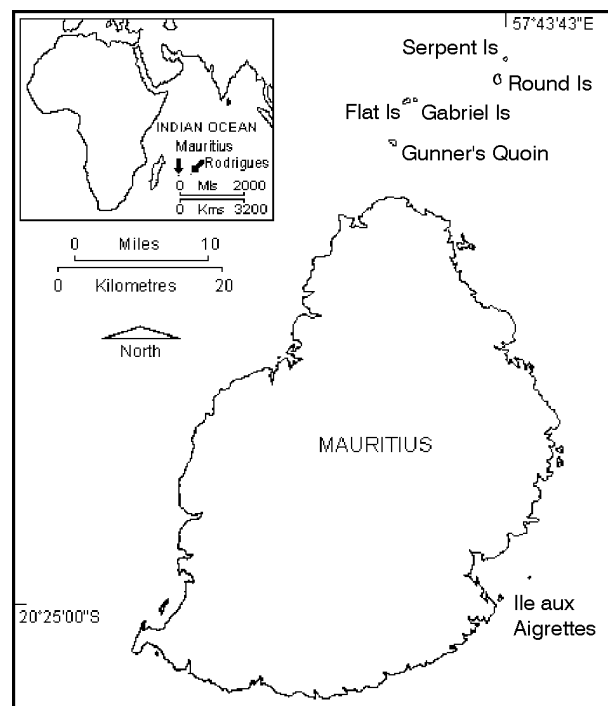 57°43'43"E
Serpent Is
Round Is
Flat Is
Gabriel Is
Gunner's Quoin
INDIAN OCEAN
Mauritius
Rodrigues
0 Mls 2000
0 Kms 3200
0 Miles 10
0 Kilometres 20
North
MAURITIUS
20°25'00"S
Ile aux
Aigrettes